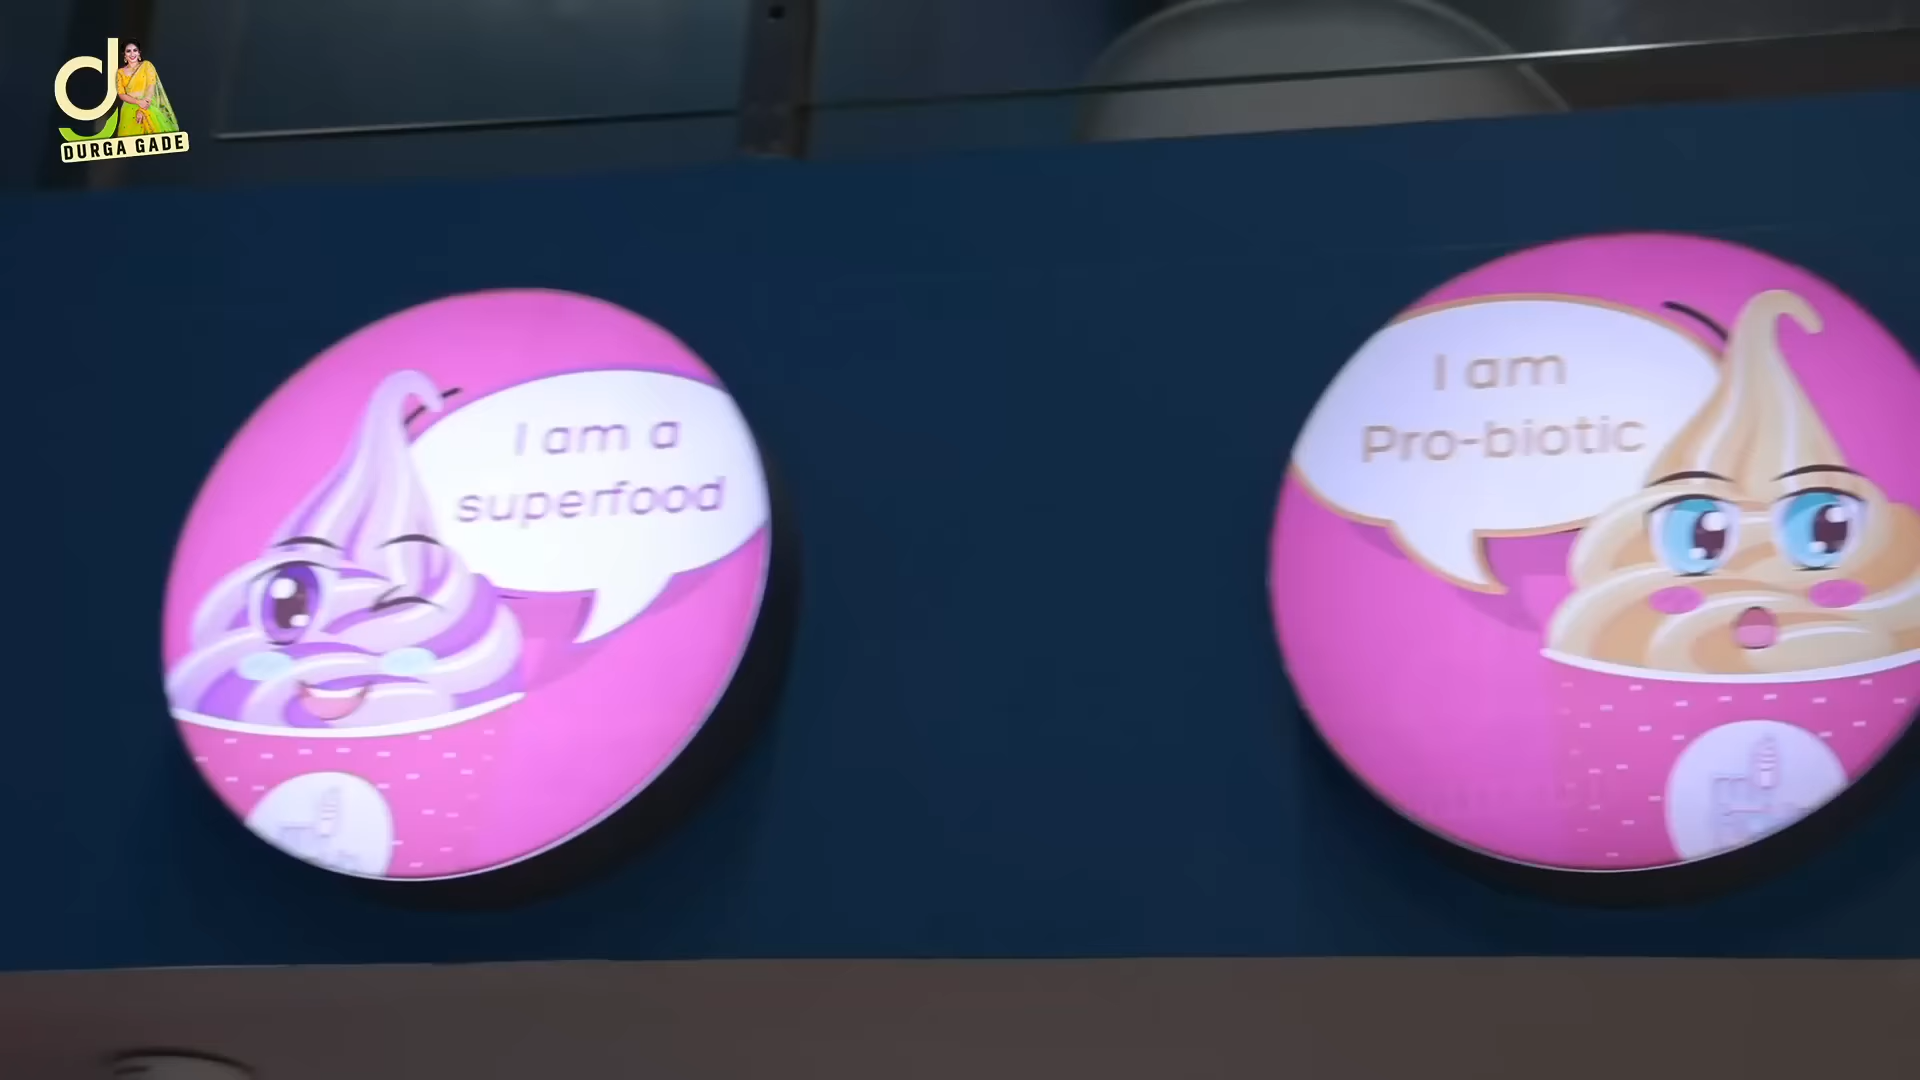 DURGA GADE
I am a
superfood
I am
Pro-biotic